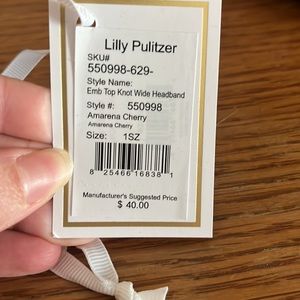 Lilly Pulitzer
SKU#
550998-629-
Style Name:
Emb Top Knot Wide Headband
Style #: 550998
Amarena Cherry
Amarena Cherry
Size: 1SZ
8 25466 16838 1
Manufacturer's Suggested Price
$ 40.00